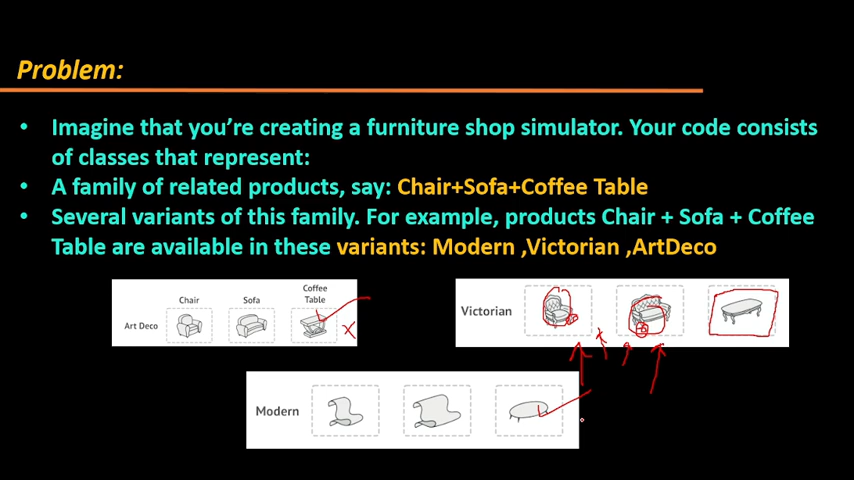 Problem:
• Imagine that you're creating a furniture shop simulator. Your code consists
of classes that represent:
• A family of related products, say: Chair+Sofa+Coffee Table
• Several variants of this family. For example, products Chair + Sofa + Coffee
Table are available in these variants: Modern ,Victorian ,ArtDeco
Chair
Sofa
Coffee
Table
Art Deco
Victorian
Modern